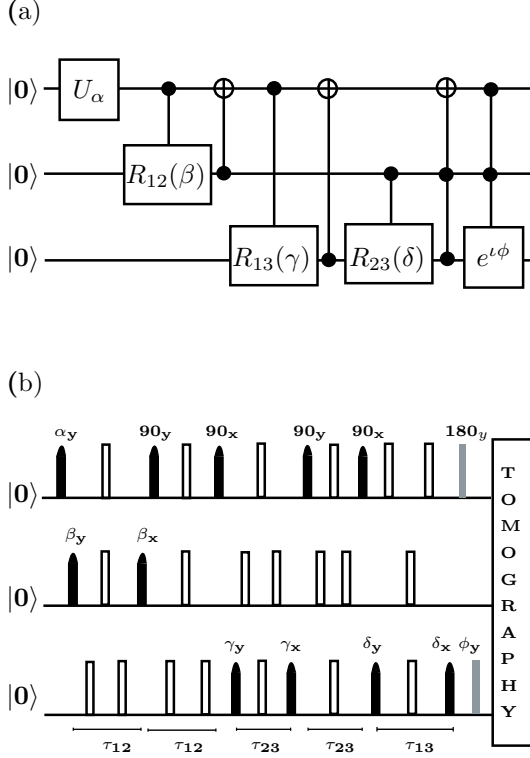 (a)
|0⟩ U_α
|0⟩ R_12(β)
|0⟩ R_13(γ) R_23(δ) e^{ιϕ}
(b)
α_y 90_y 90_x 90_y 90_x 180_y
|0⟩
β_y β_x
|0⟩
γ_y γ_x δ_y δ_x ϕ_y
|0⟩
τ_12 τ_12 τ_23 τ_23 τ_13
TOMOGRAPHY